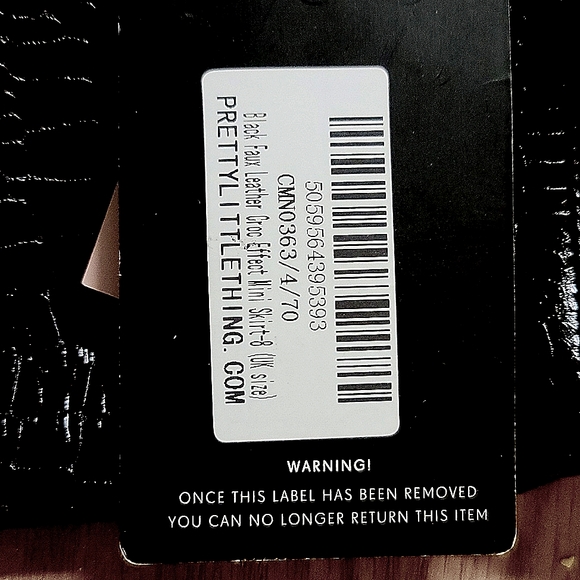 5059564395393
CMN0363/4/70
Black Faux Leather Croc Effect Mini Skirt-8 (UK size)
PRETTYLITTLETHING.COM
WARNING!
ONCE THIS LABEL HAS BEEN REMOVED
YOU CAN NO LONGER RETURN THIS ITEM